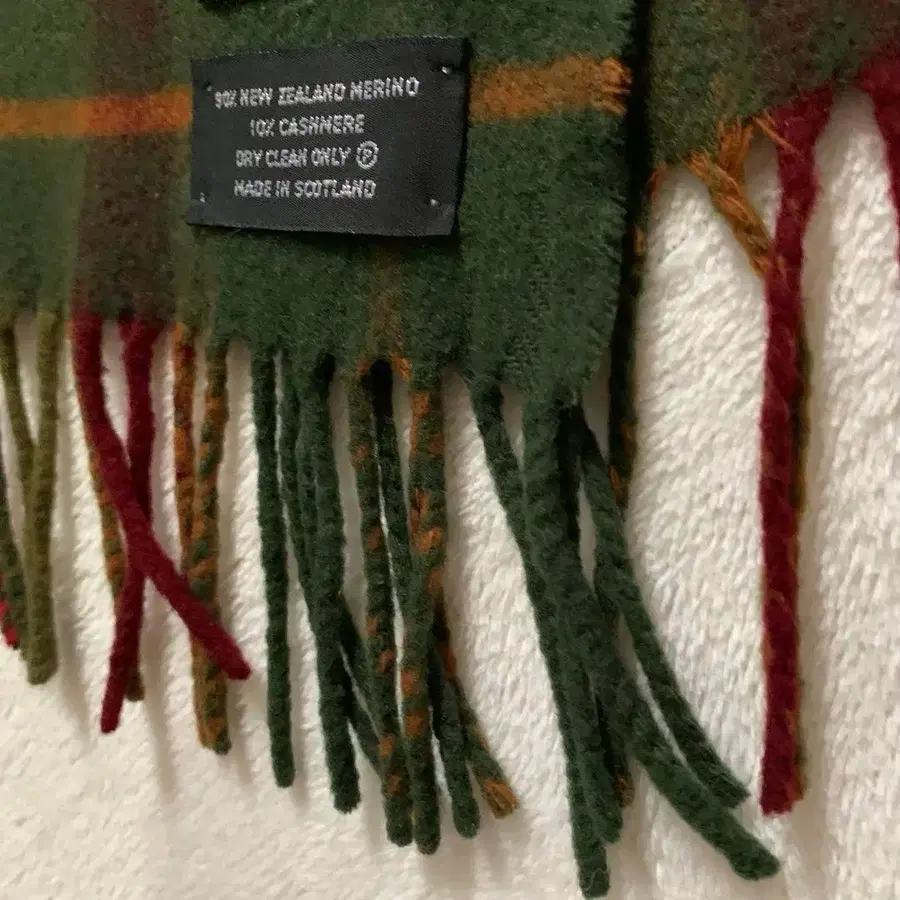 90% NEW ZEALAND MERINO
10% CASHMERE
DRY CLEAN ONLY Ⓟ
MADE IN SCOTLAND